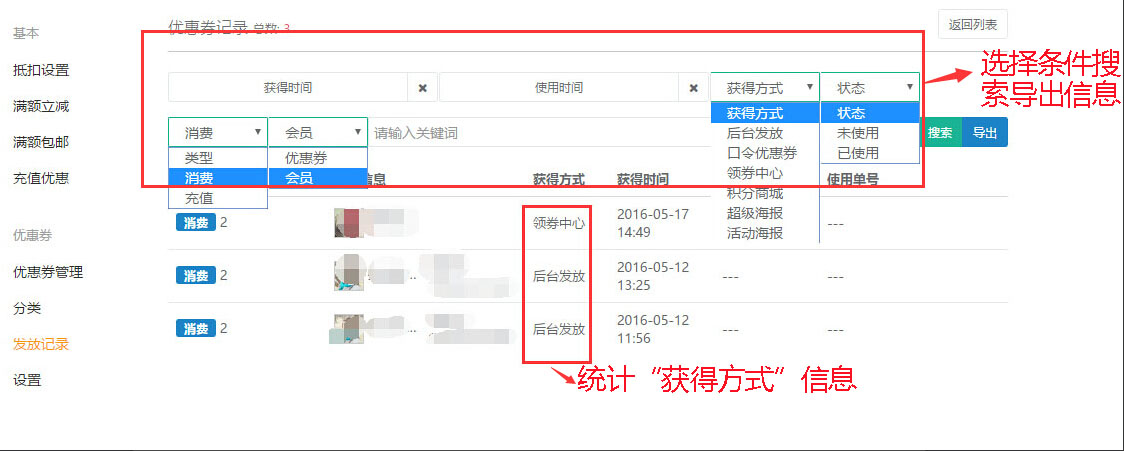 基本
抵扣设置
满额立减
满额包邮
充值优惠
优惠券
优惠券管理
分类
发放记录
设置
优惠券记录 总数: 3
返回列表
获得时间 ×
使用时间 ×
获得方式
获得方式
后台发放
口令优惠券
领券中心
积分商城
超级海报
活动海报
状态
状态
未使用
已使用
消费
类型
消费
充值
会员
优惠券
会员
请输入关键词
搜索
导出
信息 获得方式 获得时间 使用单号
消费 2 领券中心 2016-05-17 ---
14:49
消费 2 ... 后台发放 2016-05-12 --- ---
13:25
消费 2 ... 后台发放 2016-05-12 --- ---
11:56
选择条件搜
索导出信息
统计“获得方式”信息